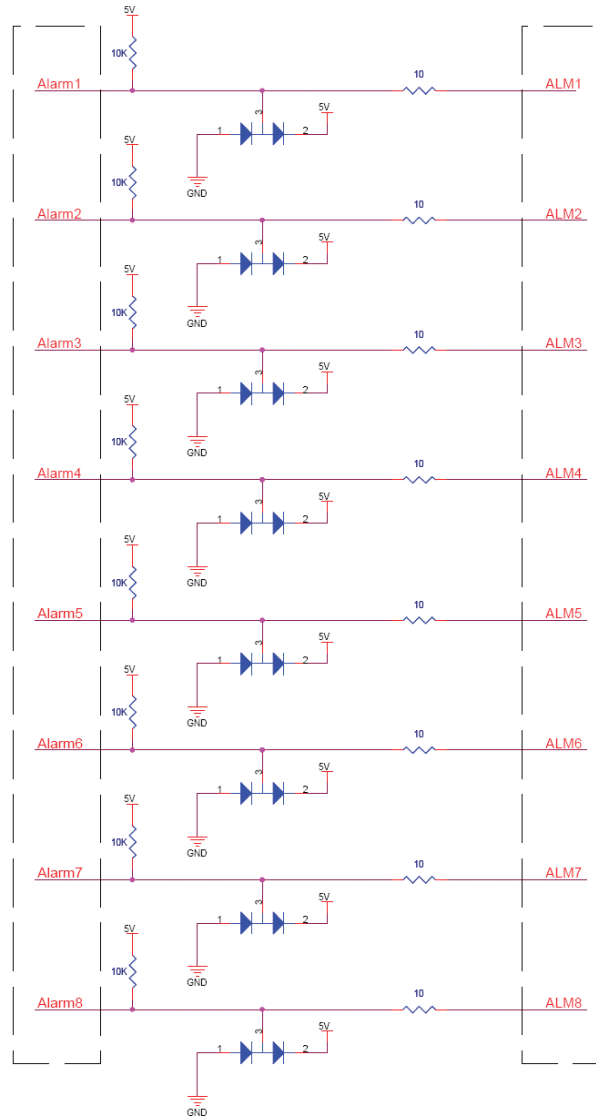 5V
10K
Alarm1
10
ALM1
3
1
2
5V
GND
5V
10K
Alarm2
10
ALM2
3
1
2
5V
GND
5V
10K
Alarm3
10
ALM3
3
1
2
5V
GND
5V
10K
Alarm4
10
ALM4
3
1
2
5V
GND
5V
10K
Alarm5
10
ALM5
3
1
2
5V
GND
5V
10K
Alarm6
10
ALM6
3
1
2
5V
GND
5V
10K
Alarm7
10
ALM7
3
1
2
5V
GND
5V
10K
Alarm8
10
ALM8
3
1
2
5V
GND